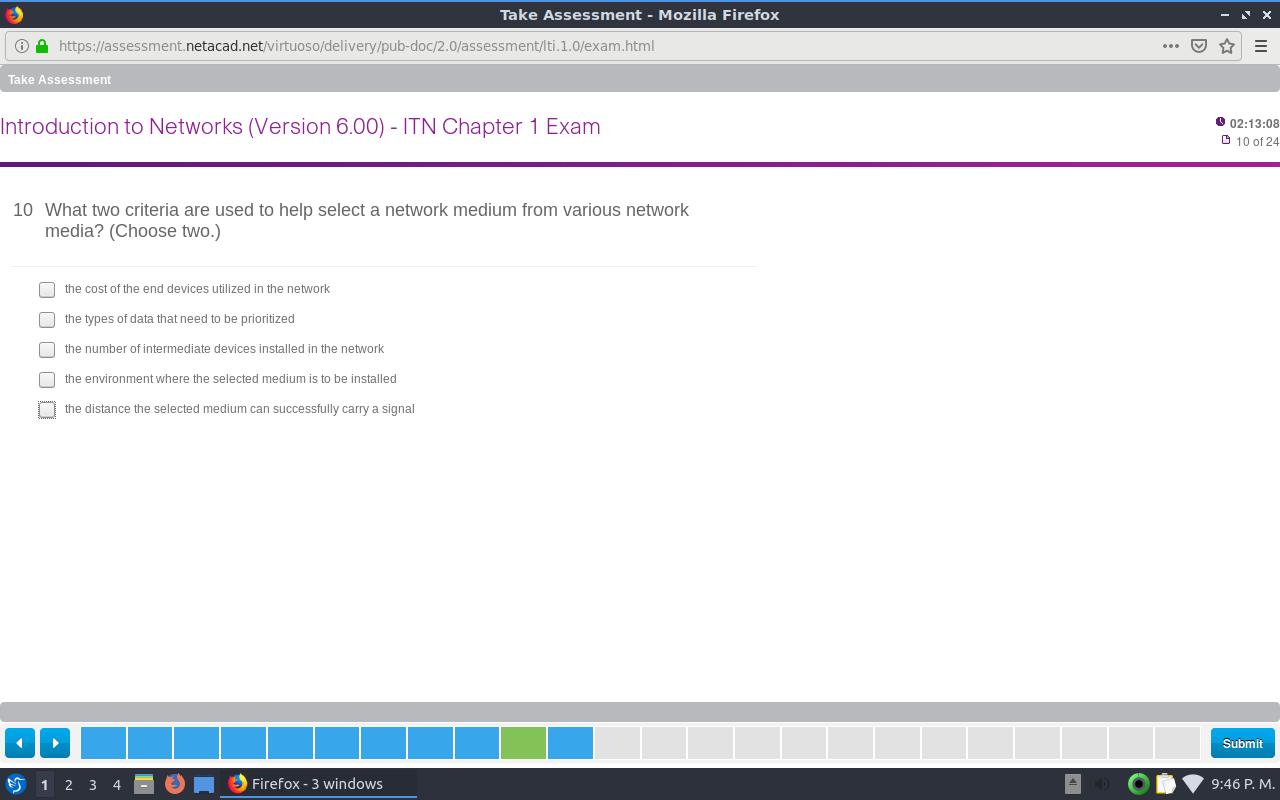 Take Assessment - Mozilla Firefox
https://assessment.netacad.net/virtuoso/delivery/pub-doc/2.0/assessment/lti.1.0/exam.html
Take Assessment
Introduction to Networks (Version 6.00) - ITN Chapter 1 Exam
02:13:08
10 of 24
10 What two criteria are used to help select a network medium from various network
media? (Choose two.)
the cost of the end devices utilized in the network
the types of data that need to be prioritized
the number of intermediate devices installed in the network
the environment where the selected medium is to be installed
the distance the selected medium can successfully carry a signal
Submit
1 2 3 4 Firefox - 3 windows 9:46 P. M.